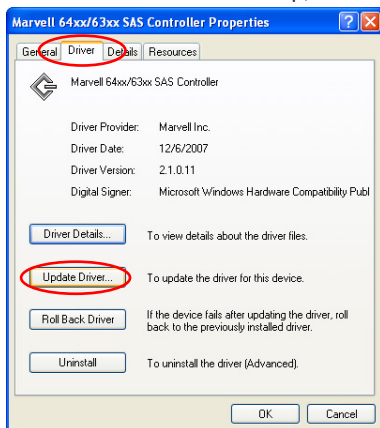 Marvell 64xx/63xx SAS Controller Properties
General Driver Details Resources
Marvell 64xx/63xx SAS Controller
Driver Provider: Marvell Inc.
Driver Date: 12/6/2007
Driver Version: 2.1.0.11
Digital Signer: Microsoft Windows Hardware Compatibility Publ
Driver Details... To view details about the driver files.
Update Driver... To update the driver for this device.
Roll Back Driver If the device fails after updating the driver, roll
back to the previously installed driver.
Uninstall To uninstall the driver (Advanced).
OK Cancel